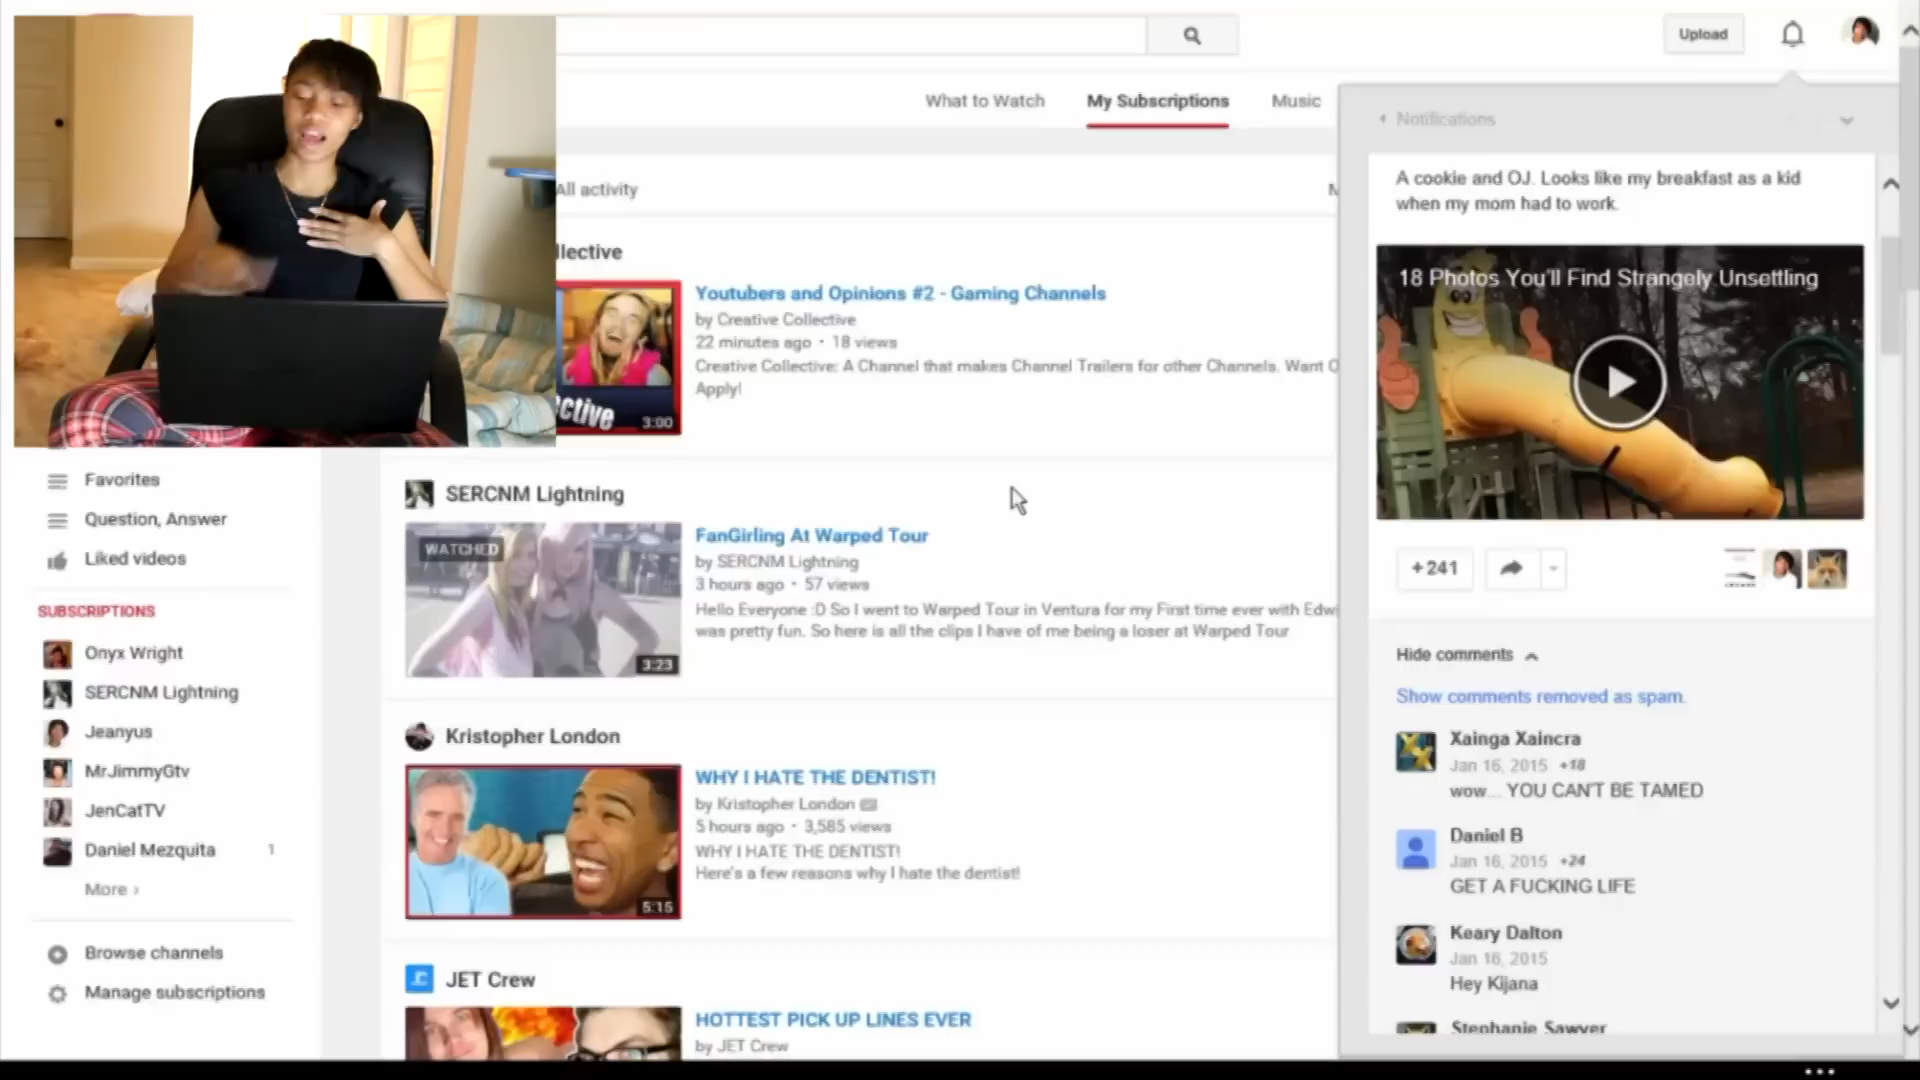 Upload
What to Watch
My Subscriptions
Music
All activity
llective
Youtubers and Opinions #2 - Gaming Channels
by Creative Collective
22 minutes ago · 18 views
Creative Collective: A Channel that makes Channel Trailers for other Channels. Want O
Apply!
ctive
3:00
Favorites
Question, Answer
Liked videos
SUBSCRIPTIONS
Onyx Wright
SERCNM Lightning
Jeanyus
MrJimmyGtv
JenCatTV
Daniel Mezquita 1
More ›
Browse channels
Manage subscriptions
SERCNM Lightning
WATCHED
3:23
FanGirling At Warped Tour
by SERCNM Lightning
3 hours ago · 57 views
Hello Everyone :D So I went to Warped Tour in Ventura for my First time ever with Edwi
was pretty fun. So here is all the clips I have of me being a loser at Warped Tour
Kristopher London
5:15
WHY I HATE THE DENTIST!
by Kristopher London
5 hours ago · 3,585 views
WHY I HATE THE DENTIST!
Here's a few reasons why I hate the dentist!
JET Crew
HOTTEST PICK UP LINES EVER
by JET Crew
Notifications
A cookie and OJ. Looks like my breakfast as a kid
when my mom had to work.
18 Photos You'll Find Strangely Unsettling
+241
Hide comments
Show comments removed as spam.
Xainga Xaincra
Jan 16, 2015 +18
wow... YOU CAN'T BE TAMED
Daniel B
Jan 16, 2015 +24
GET A FUCKING LIFE
Keary Dalton
Jan 16, 2015
Hey Kijana
Stephanie Sawyer